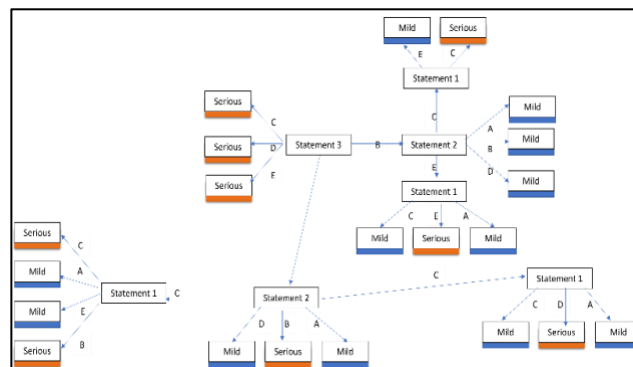 Mild Serious
E C
Statement 1
C
Serious
C
Statement 3
B
Statement 2
A
Mild
B
Mild
D
Mild
Serious
D
Serious
E
E
Statement 1
C E A
Mild Serious Mild
Serious
C
Mild
A
Statement 1
C
Mild
E
Serious
B
Statement 2
C
Statement 1
D B A
Mild Serious Mild
C D A
Mild Serious Mild